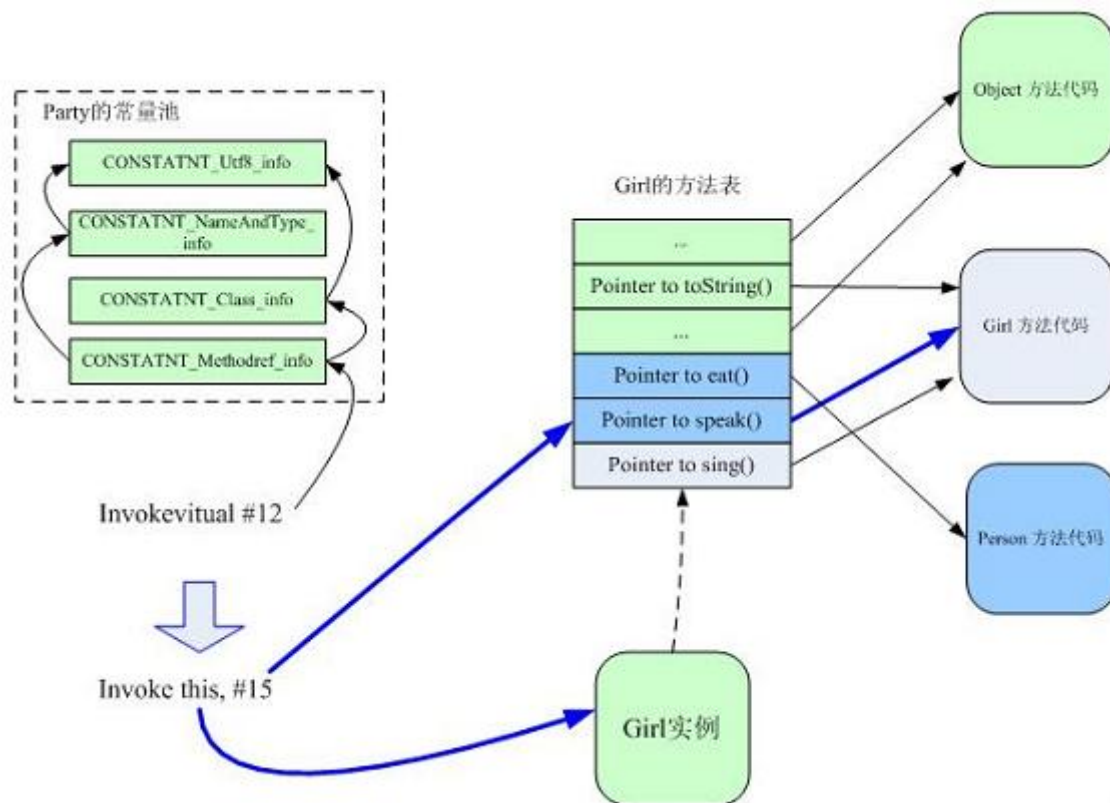 Party的常量池
CONSTATNT_Utf8_info
CONSTATNT_NameAndType_
info
CONSTATNT_Class_info
CONSTATNT_Methodref_info
Invokevitual #12
Invoke this, #15
Girl的方法表
...
Pointer to toString()
...
Pointer to eat()
Pointer to speak()
Pointer to sing()
Girl实例
Object 方法代码
Girl 方法代码
Person 方法代码